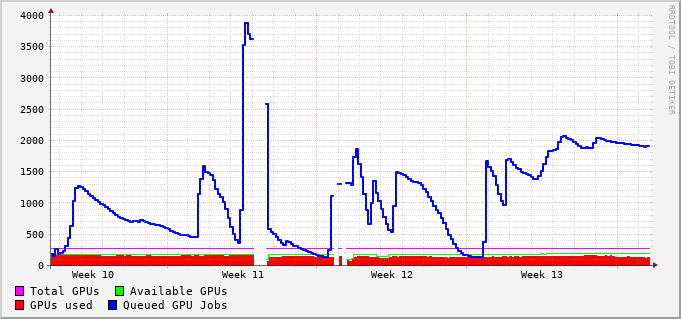 4000
3500
3000
2500
2000
1500
1000
500
0
Week 10 Week 11 Week 12 Week 13
Total GPUs Available GPUs
GPUs used Queued GPU Jobs
RRDTOOL / TOBI OETIKER